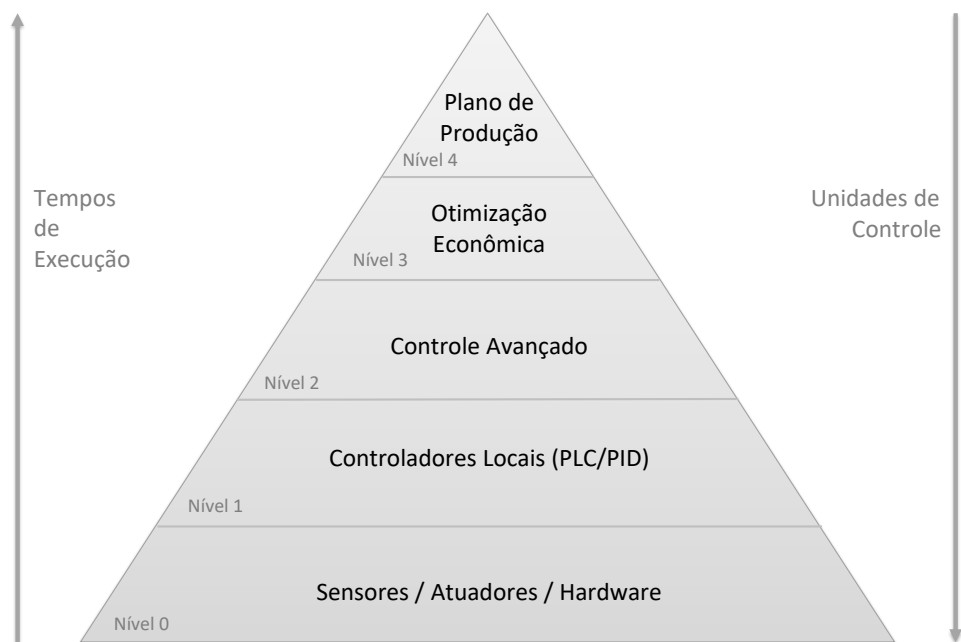 Plano de
Produção
Nível 4
Tempos
de
Execução
Unidades de
Controle
Otimização
Econômica
Nível 3
Controle Avançado
Nível 2
Controladores Locais (PLC/PID)
Nível 1
Sensores / Atuadores / Hardware
Nível 0